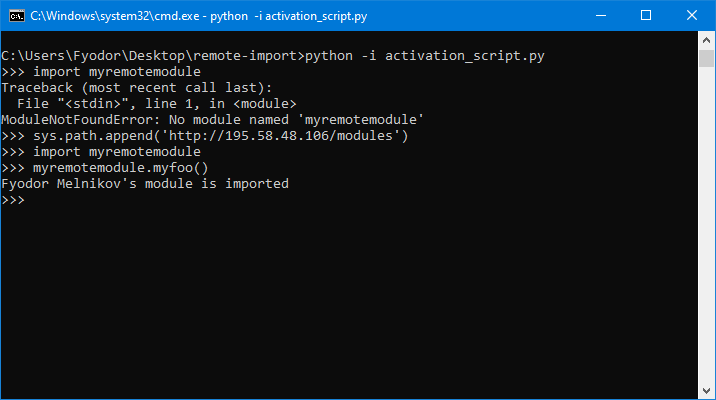 C:\Windows\system32\cmd.exe - python  -i activation_script.py
C:\Users\Fyodor\Desktop\remote-import>python -i activation_script.py
>>> import myremotemodule
Traceback (most recent call last):
  File "<stdin>", line 1, in <module>
ModuleNotFoundError: No module named 'myremotemodule'
>>> sys.path.append('http://195.58.48.106/modules')
>>> import myremotemodule
>>> myremotemodule.myfoo()
Fyodor Melnikov's module is imported
>>>